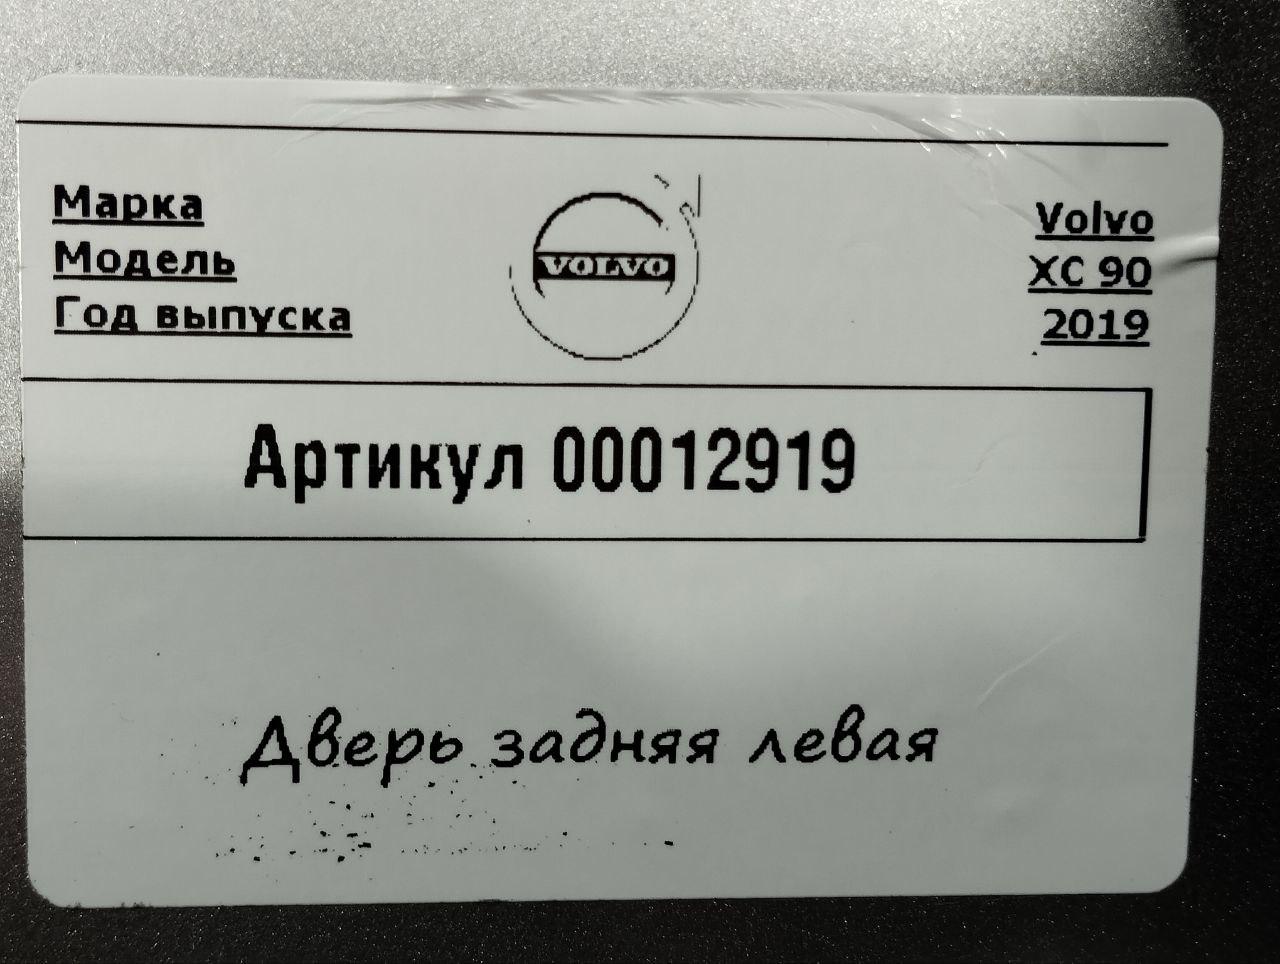 Марка
Volvo
Модель
XC 90
Год выпуска
2019
VOLVO
Артикул 00012919
Дверь задняя левая